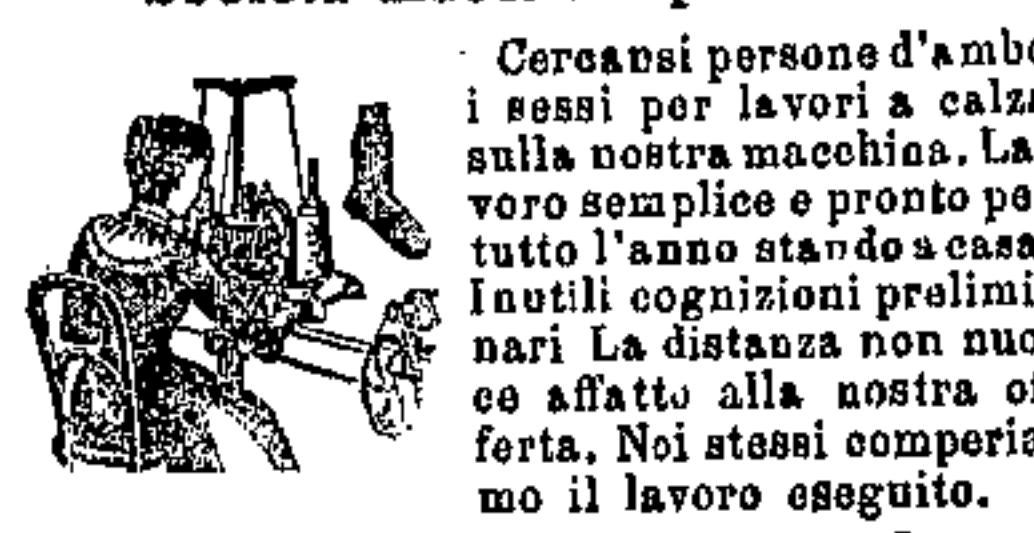 Cercansi persone d'ambo
i sessi per lavori a calza
sulla nostra macchina. La
voro semplice e pronto pe
tutto l'anno stando a casa
Inutili cognizioni prelimi
nari La distanza non nuo
ce affatto alla nostra of
ferta. Noi stessi comperia
mo il lavoro eseguito.